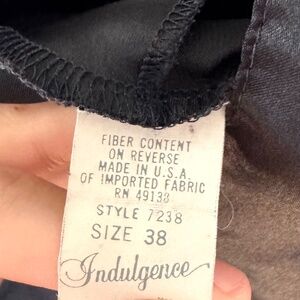 FIBER CONTENT
ON REVERSE
MADE IN U.S.A.
OF IMPORTED FABRIC
RN 49138
STYLE 7238
SIZE 38
Indulgence